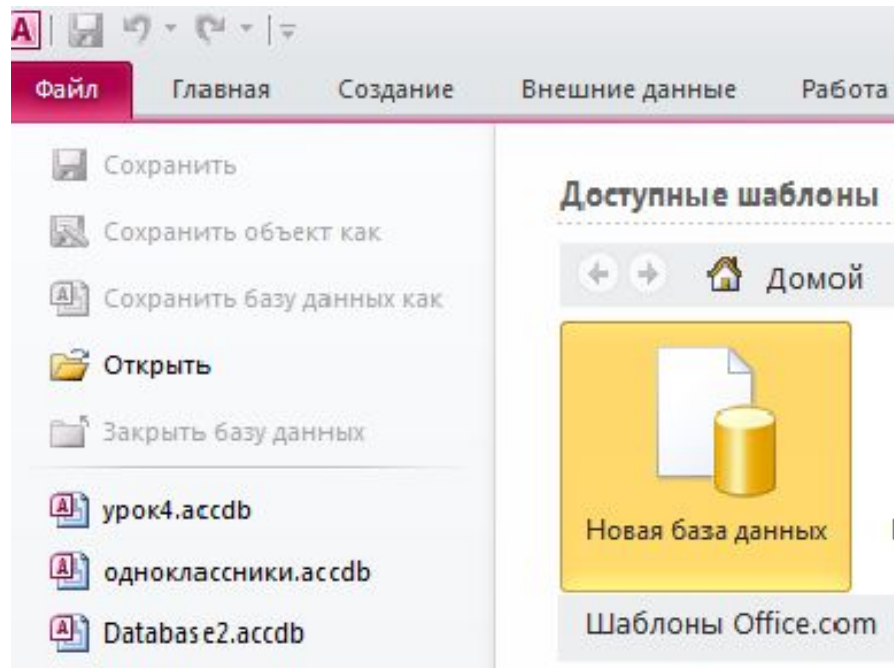 Файл Главная Создание Внешние данные Работа
Сохранить
Сохранить объект как
Сохранить базу данных как
Открыть
Закрыть базу данных
урок4.accdb
одноклассники.accdb
Database2.accdb
Доступные шаблоны
Домой
Новая база данных
Шаблоны Office.com